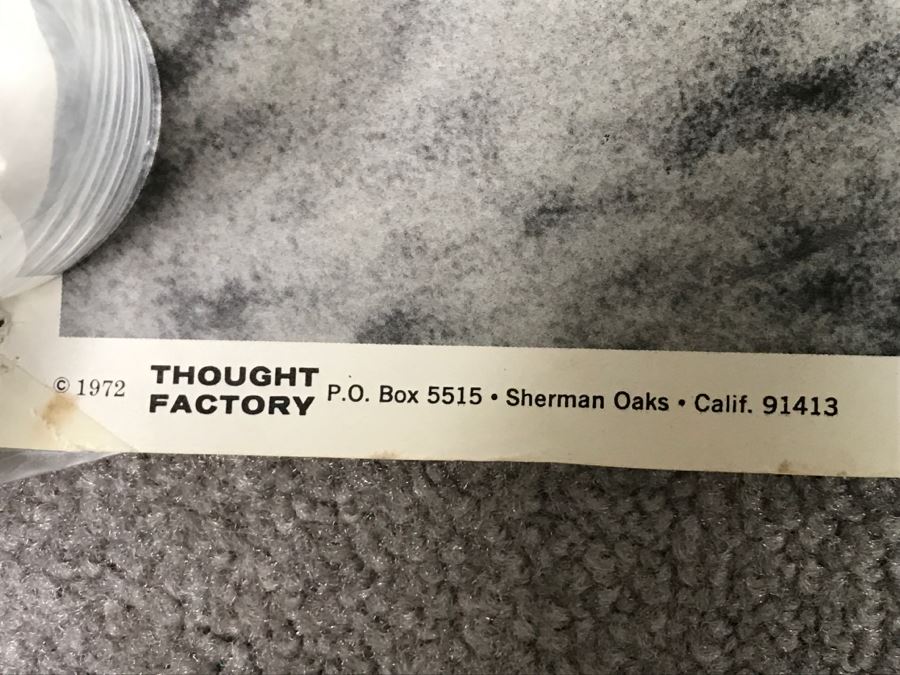 © 1972 THOUGHT FACTORY P.O. Box 5515 • Sherman Oaks • Calif. 91413